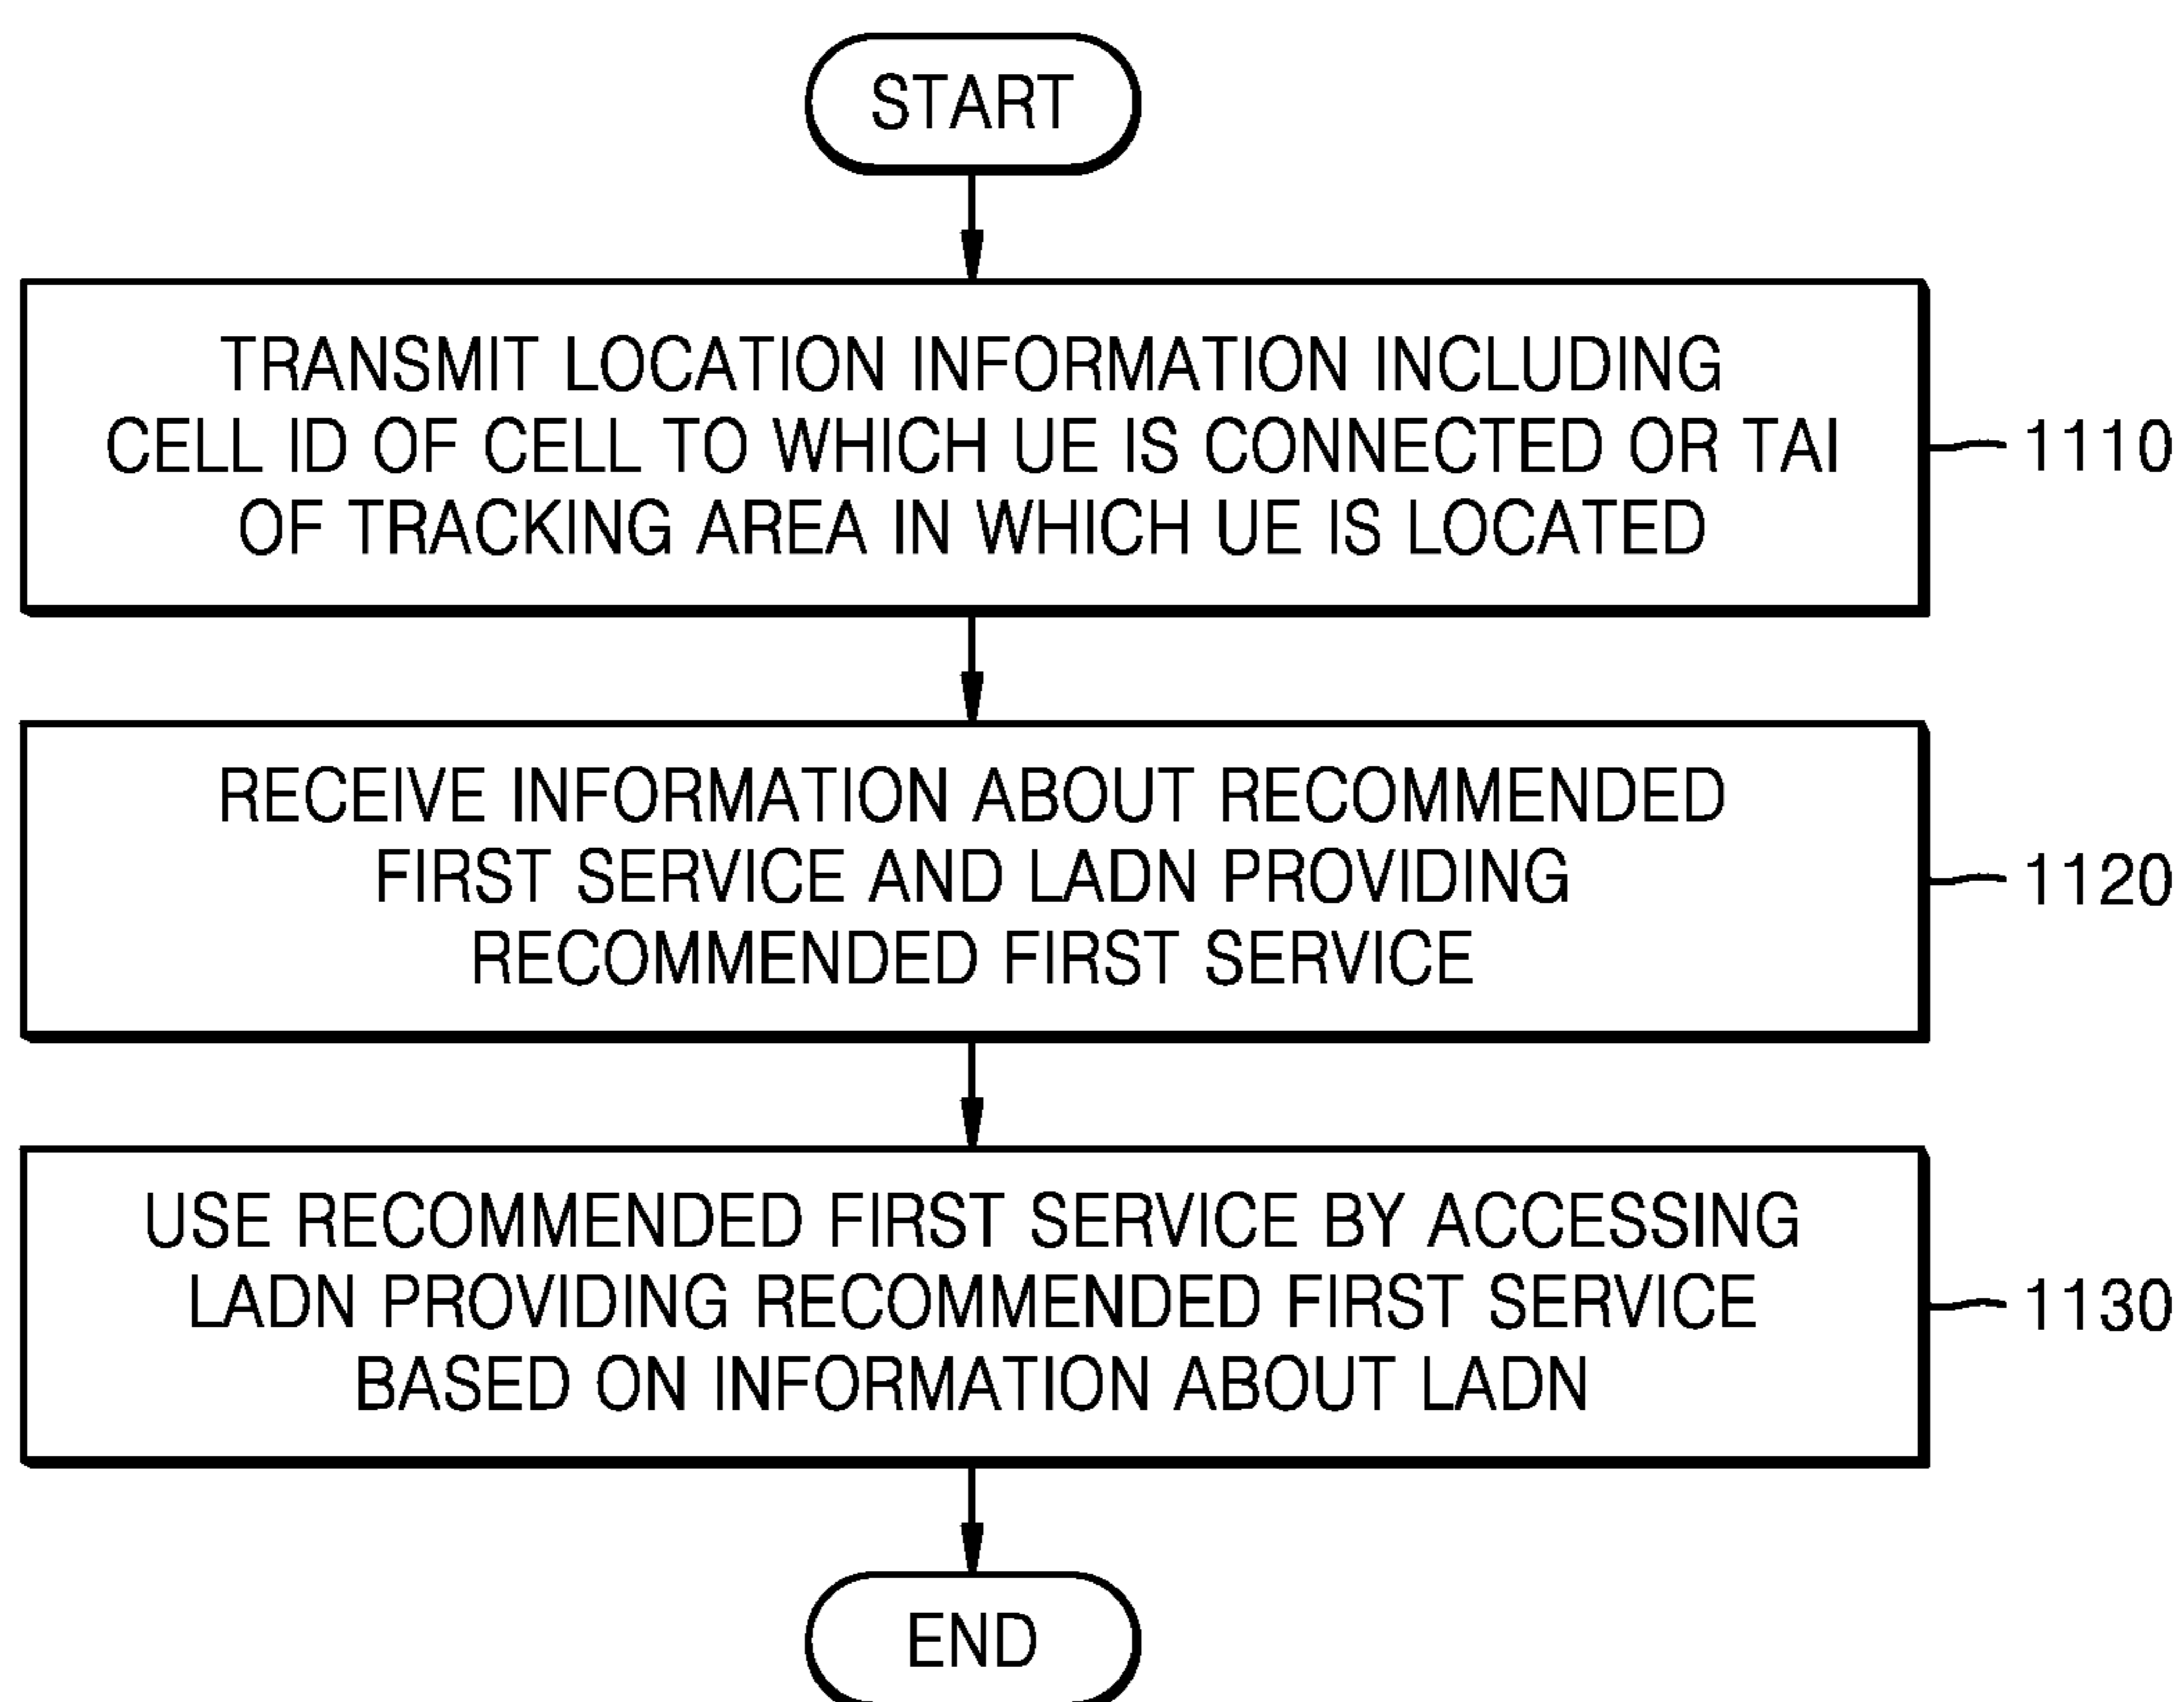 START
TRANSMIT LOCATION INFORMATION INCLUDING
CELL ID OF CELL TO WHICH UE IS CONNECTED OR TAI
OF TRACKING AREA IN WHICH UE IS LOCATED
1110
RECEIVE INFORMATION ABOUT RECOMMENDED
FIRST SERVICE AND LADN PROVIDING
RECOMMENDED FIRST SERVICE
1120
USE RECOMMENDED FIRST SERVICE BY ACCESSING
LADN PROVIDING RECOMMENDED FIRST SERVICE
BASED ON INFORMATION ABOUT LADN
1130
END